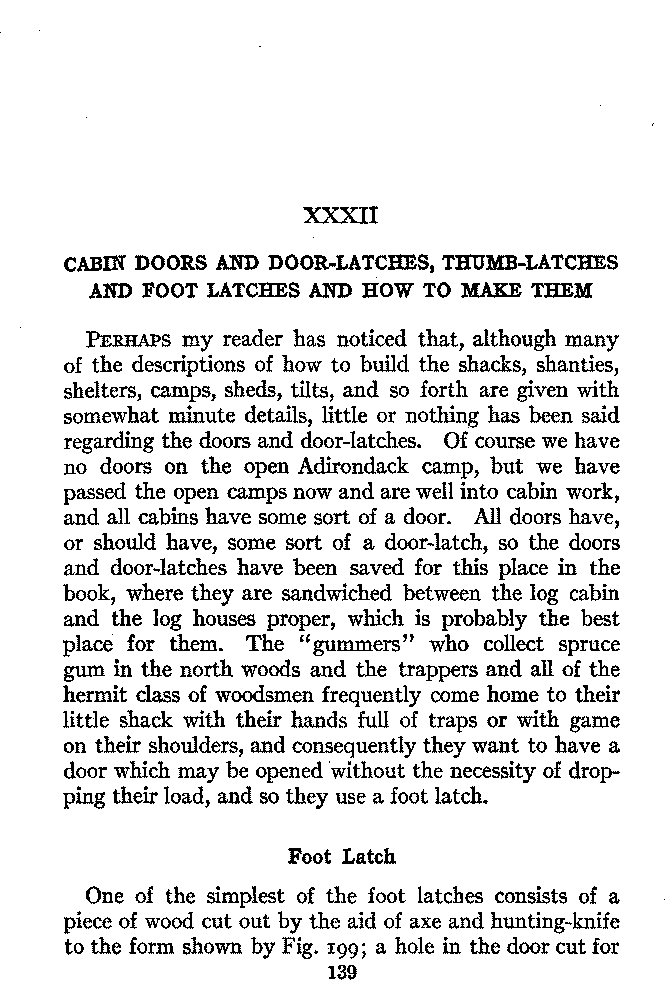 XXXII
CABIN DOORS AND DOOR-LATCHES, THUMB-LATCHES
AND FOOT LATCHES AND HOW TO MAKE THEM
PERHAPS my reader has noticed that, although many
of the descriptions of how to build the shacks, shanties,
shelters, camps, sheds, tilts, and so forth are given with
somewhat minute details, little or nothing has been said
regarding the doors and door-latches. Of course we have
no doors on the open Adirondack camp, but we have
passed the open camps now and are well into cabin work,
and all cabins have some sort of a door. All doors have,
or should have, some sort of a door-latch, so the doors
and door-latches have been saved for this place in the
book, where they are sandwiched between the log cabin
and the log houses proper, which is probably the best
place for them. The "gummers" who collect spruce
gum in the north woods and the trappers and all of the
hermit class of woodsmen frequently come home to their
little shack with their hands full of traps or with game
on their shoulders, and consequently they want to have a
door which may be opened without the necessity of drop-
ping their load, and so they use a foot latch.
Foot Latch
One of the simplest of the foot latches consists of a
piece of wood cut out by the aid of axe and hunting-knife
to the form shown by Fig. 199; a hole in the door cut for
139